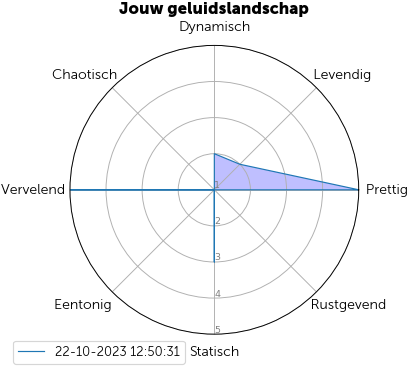 Jouw geluidslandschap
Dynamisch
Chaotisch
Levendig
Vervelend
1
Prettig
2
3
4
Eentonig
Rustgevend
5
22-10-2023 12:50:31
Statisch